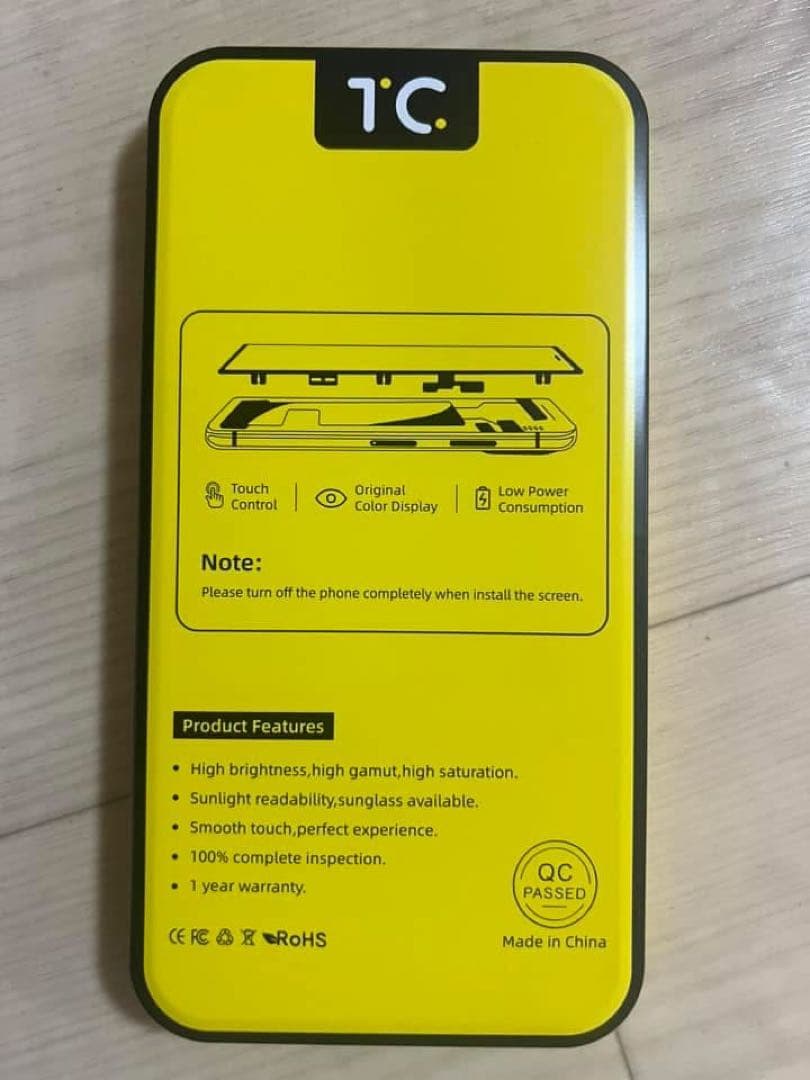 TC
Touch
Control
Original
Color Display
Low Power
Consumption
Note:
Please turn off the phone completely when install the screen.
Product Features
• High brightness,high gamut,high saturation.
• Sunlight readability,sunglass available.
• Smooth touch,perfect experience.
• 100% complete inspection.
• 1 year warranty.
QC
PASSED
CE FC RoHS
Made in China